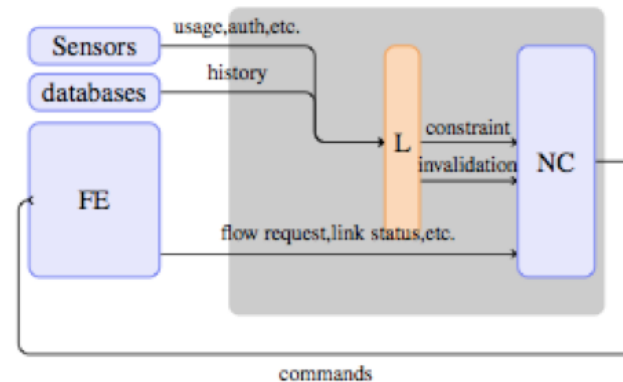 usage,auth,etc.
Sensors
history
databases
constraint
L
invalidation
NC
FE
flow request,link status,etc.
commands